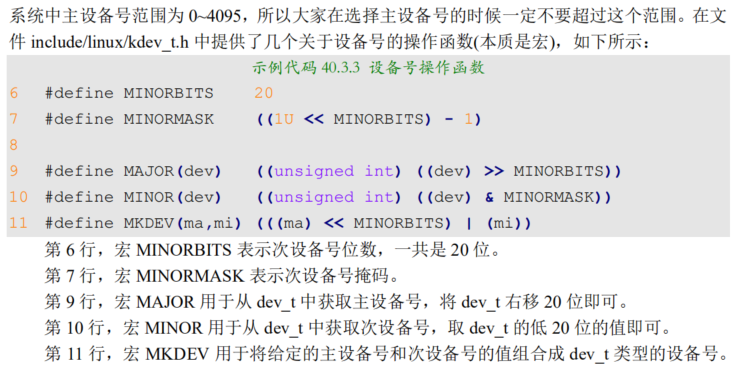 系统中主设备号范围为 0~4095，所以大家在选择主设备号的时候一定不要超过这个范围。在文
件 include/linux/kdev_t.h 中提供了几个关于设备号的操作函数(本质是宏)，如下所示：
示例代码 40.3.3 设备号操作函数
6 #define MINORBITS 20
7 #define MINORMASK ((1U << MINORBITS) - 1)
8
9 #define MAJOR(dev) ((unsigned int) ((dev) >> MINORBITS))
10 #define MINOR(dev) ((unsigned int) ((dev) & MINORMASK))
11 #define MKDEV(ma,mi) (((ma) << MINORBITS) | (mi))
第 6 行，宏 MINORBITS 表示次设备号位数，一共是 20 位。
第 7 行，宏 MINORMASK 表示次设备号掩码。
第 9 行，宏 MAJOR 用于从 dev_t 中获取主设备号，将 dev_t 右移 20 位即可。
第 10 行，宏 MINOR 用于从 dev_t 中获取次设备号，取 dev_t 的低 20 位的值即可。
第 11 行，宏 MKDEV 用于将给定的主设备号和次设备号的值组合成 dev_t 类型的设备号。